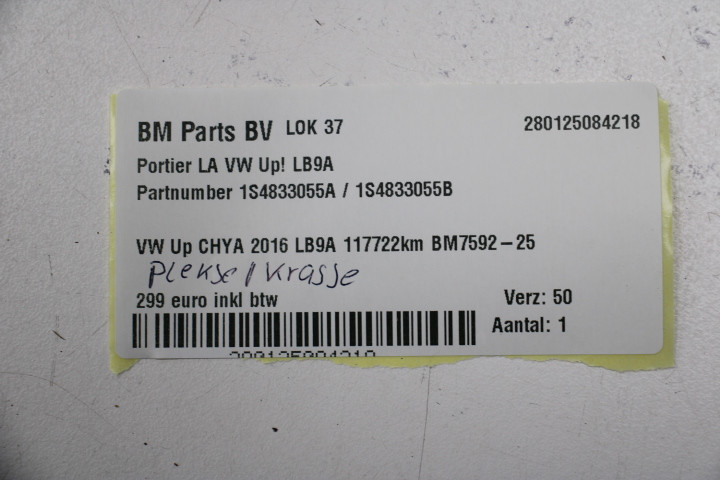 BM Parts BV LOK 37 280125084218
Portier LA VW Up! LB9A
Partnumber 1S4833055A / 1S4833055B
VW Up CHYA 2016 LB9A 117722km BM7592-25
Plekse / krasse
299 euro inkl btw Verz: 50
Aantal: 1
280125084218